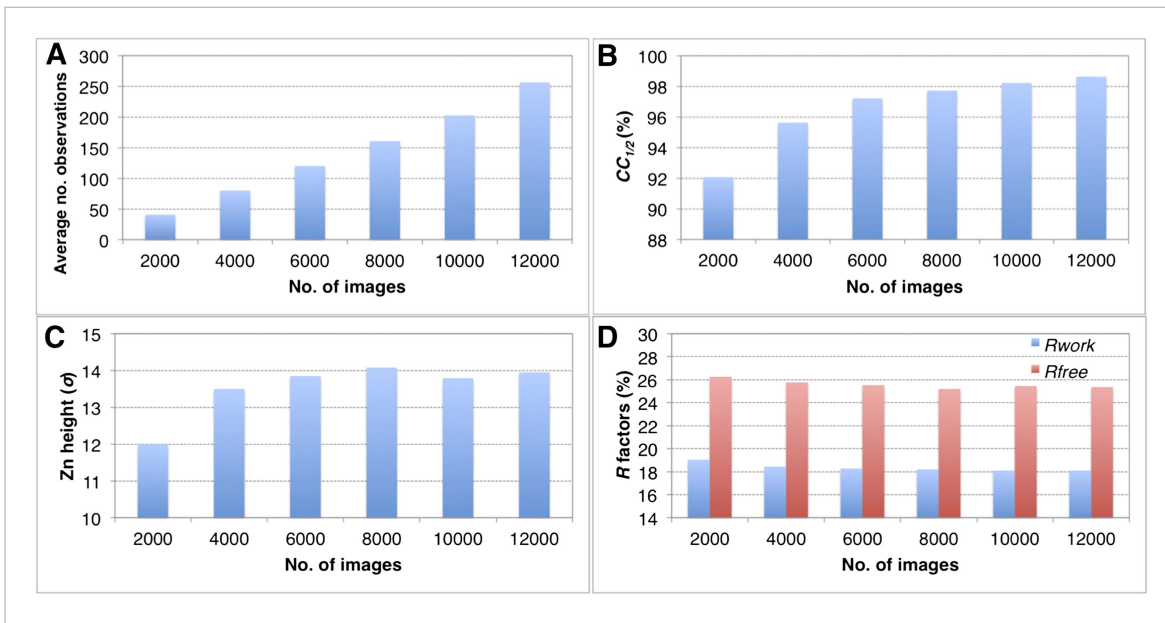 A
Average no. observations
300
250
200
150
100
50
0
2000 4000 6000 8000 10000 12000
No. of images
B
CC1/2 (%)
100
98
96
94
92
90
88
2000 4000 6000 8000 10000 12000
No. of images
C
Zn height (σ)
15
14
13
12
11
10
2000 4000 6000 8000 10000 12000
No. of images
D
R factors (%)
30
28
26
24
22
20
18
16
14
Rwork
Rfree
2000 4000 6000 8000 10000 12000
No. of images